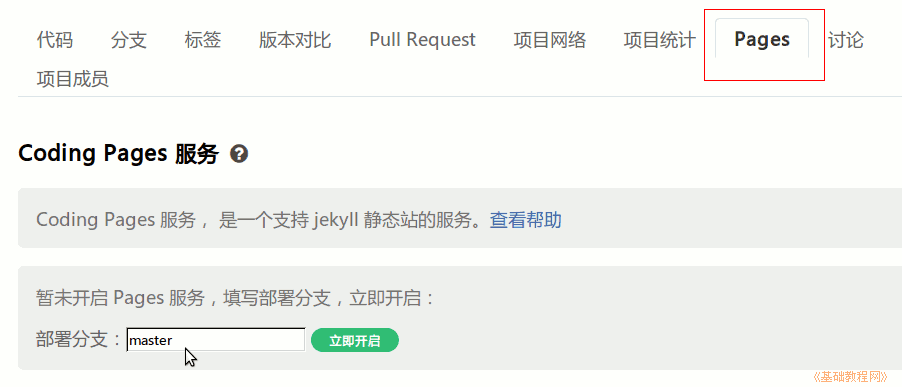 代码 分支 标签 版本对比 Pull Request 项目网络 项目统计 Pages 讨论
项目成员
Coding Pages 服务 ?
Coding Pages 服务， 是一个支持 jekyll 静态站的服务。查看帮助
暂未开启 Pages 服务，填写部署分支，立即开启：
部署分支：master 立即开启
《基础教程网》